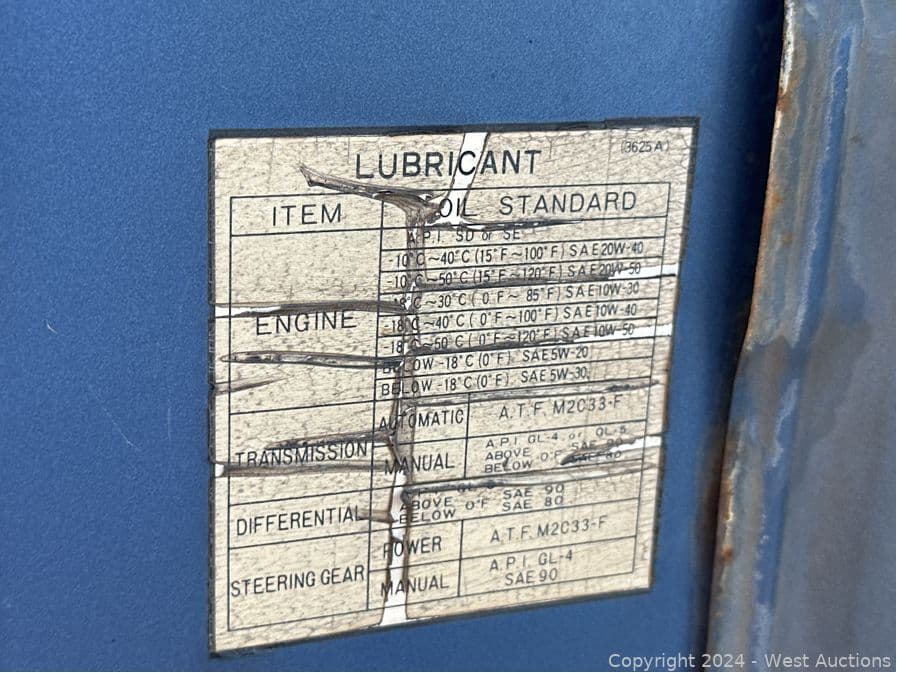 LUBRICANT
(3625A)
ITEM OIL STANDARD
ENGINE
A.P.I. SD or SE
-10°C~40°C (15°F~100°F) SAE20W-40
-10°C~50°C (15°F~120°F) SAE20W-50
-18°C~30°C (0°F~ 85°F) SAE10W-30
-18°C~40°C (0°F~100°F) SAE10W-40
-18°C~50°C (0°F~120°F) SAE10W-50
BELOW -18°C (0°F). SAE5W-20
BELOW -18°C (0°F). SAE5W-30
TRANSMISSION
AUTOMATIC A.T.F. M2C33-F
MANUAL
A.P.I. GL-4 or GL-5
ABOVE 0°F SAE 90
BELOW 0°F SAE 80
DIFFERENTIAL
ABOVE 0°F SAE 90
BELOW 0°F SAE 80
STEERING GEAR
POWER A.T.F. M2C33-F
MANUAL
A.P.I. GL-4
SAE 90
Copyright 2024 - West Auctions